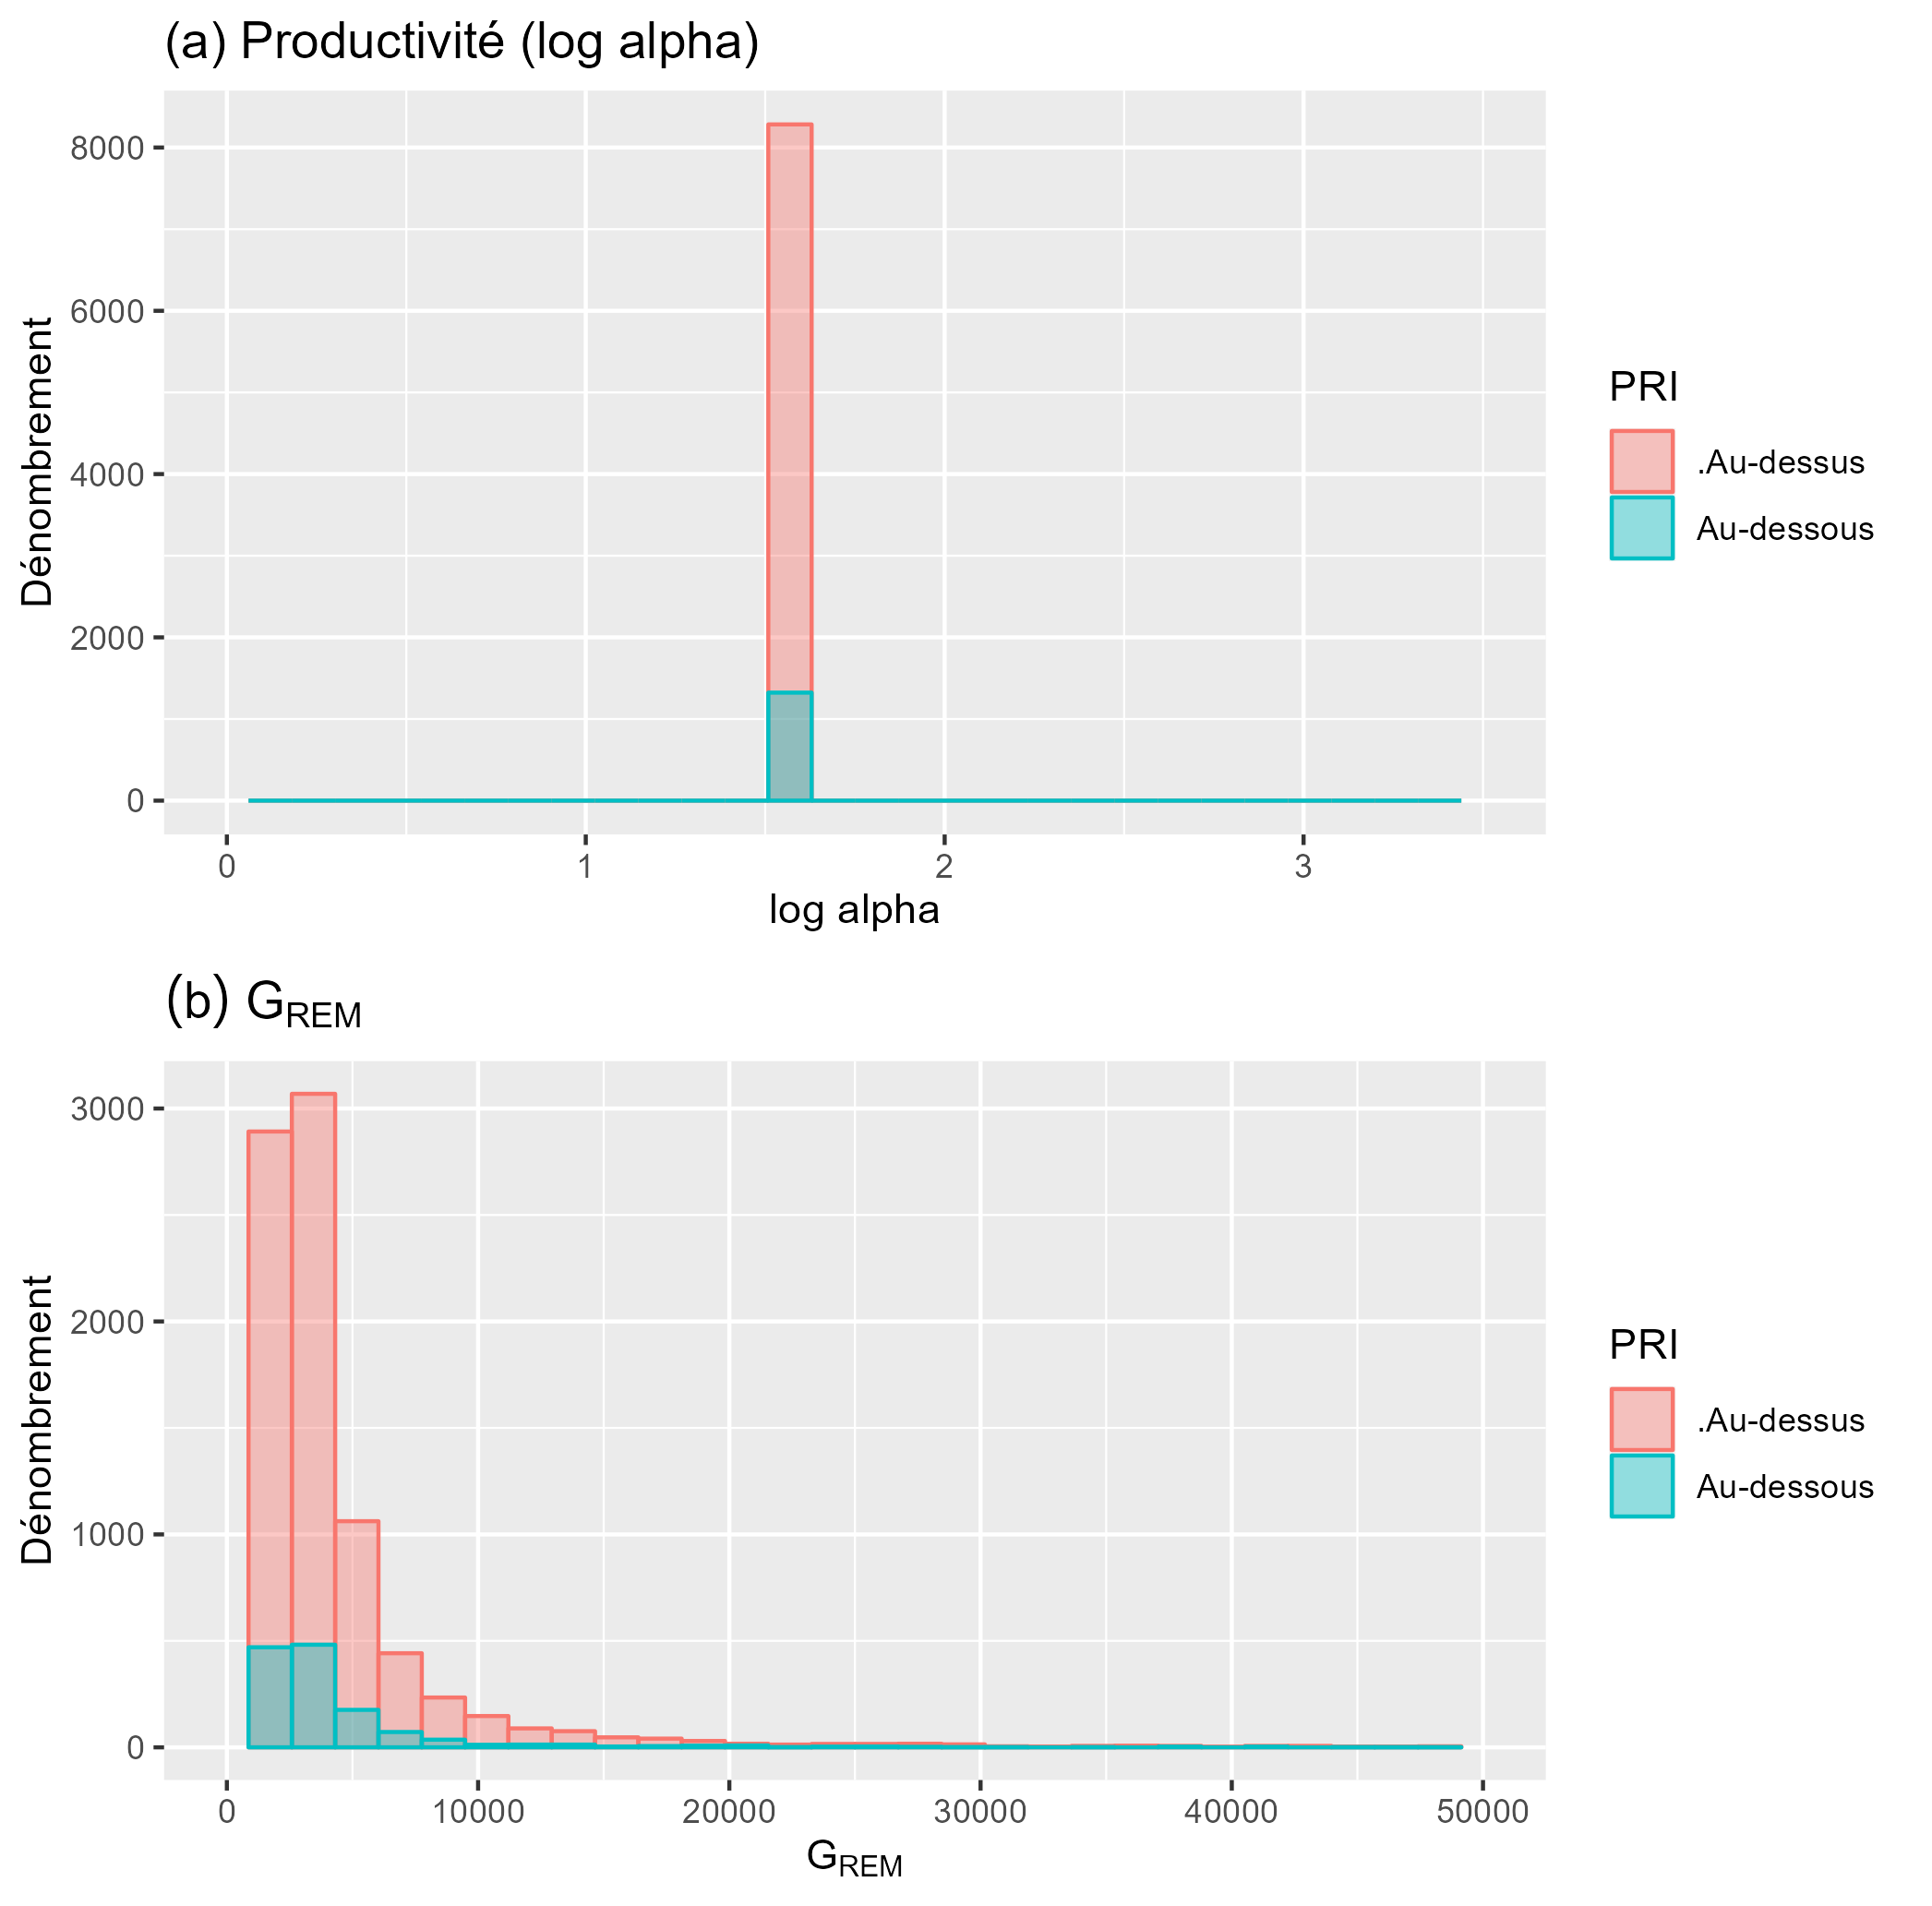 (a) Productivité (log alpha)
Dénombrement
8000
6000
4000
2000
0
0 1 2 3
log alpha
PRI
.Au-dessus
Au-dessous
(b) G_REM
Dénombrement
3000
2000
1000
0
0 10000 20000 30000 40000 50000
G_REM
PRI
.Au-dessus
Au-dessous